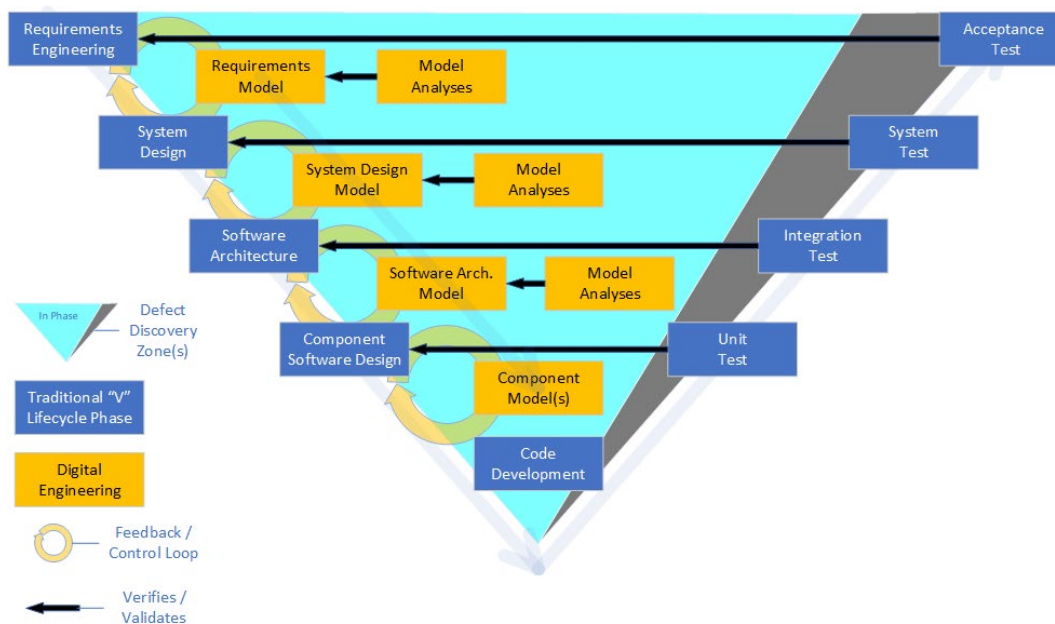 Requirements
Engineering
Acceptance
Test
Requirements
Model
Model
Analyses
System
Design
System
Test
System Design
Model
Model
Analyses
Software
Architecture
Integration
Test
Software Arch.
Model
Model
Analyses
In Phase
Defect
Discovery
Zone(s)
Component
Software Design
Unit
Test
Component
Model(s)
Traditional “V”
Lifecycle Phase
Code
Development
Digital
Engineering
Feedback /
Control Loop
Verifies /
Validates